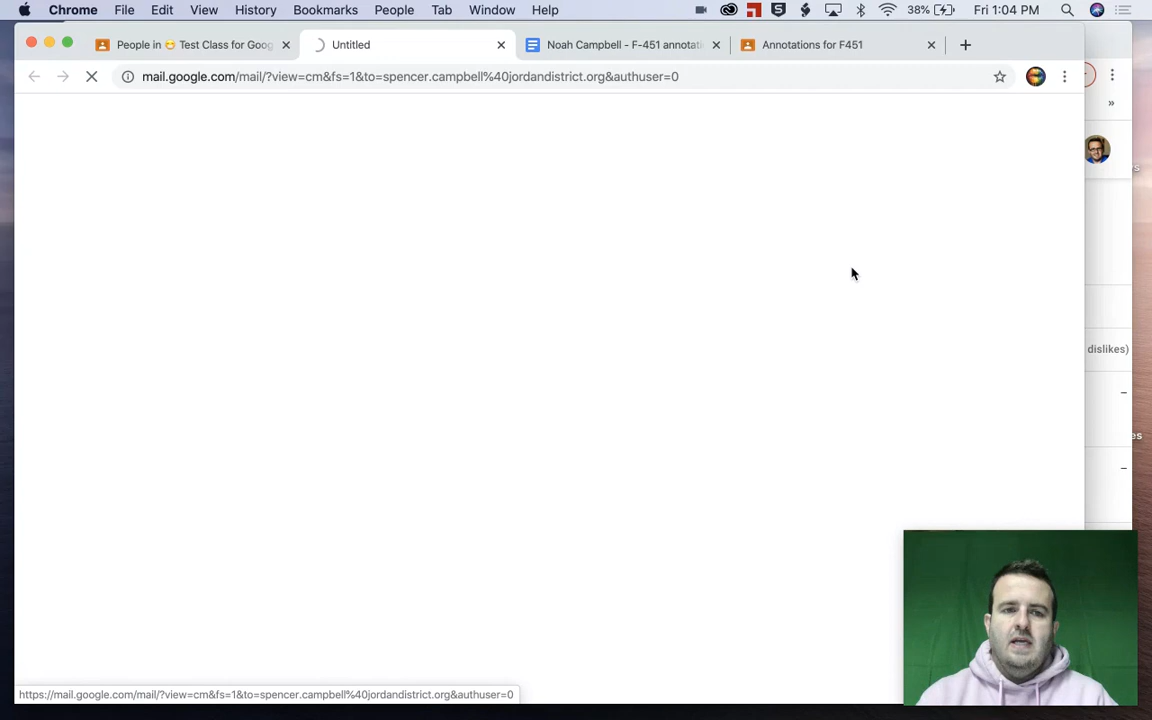 Chrome File Edit View History Bookmarks People Tab Window Help 38% Fri 1:04 PM
People in 😁 Test Class for Goog Untitled Noah Campbell - F-451 annotati Annotations for F451
mail.google.com/mail/?view=cm&fs=1&to=spencer.campbell%40jordandistrict.org&authuser=0
dislikes)
https://mail.google.com/mail/?view=cm&fs=1&to=spencer.campbell%40jordandistrict.org&authuser=0